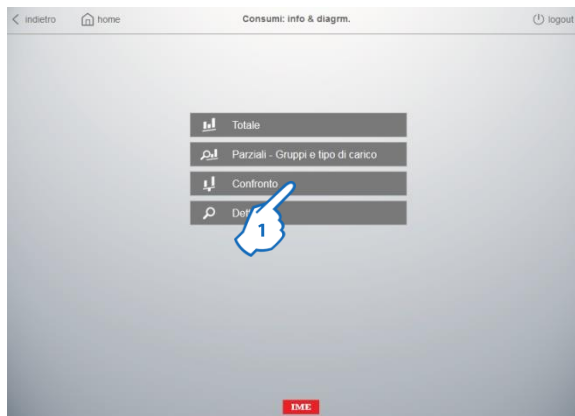 indietro home Consumi: info & diagrm. logout
Totale
Parziali - Gruppi e tipo di carico
Confronto
1
IME